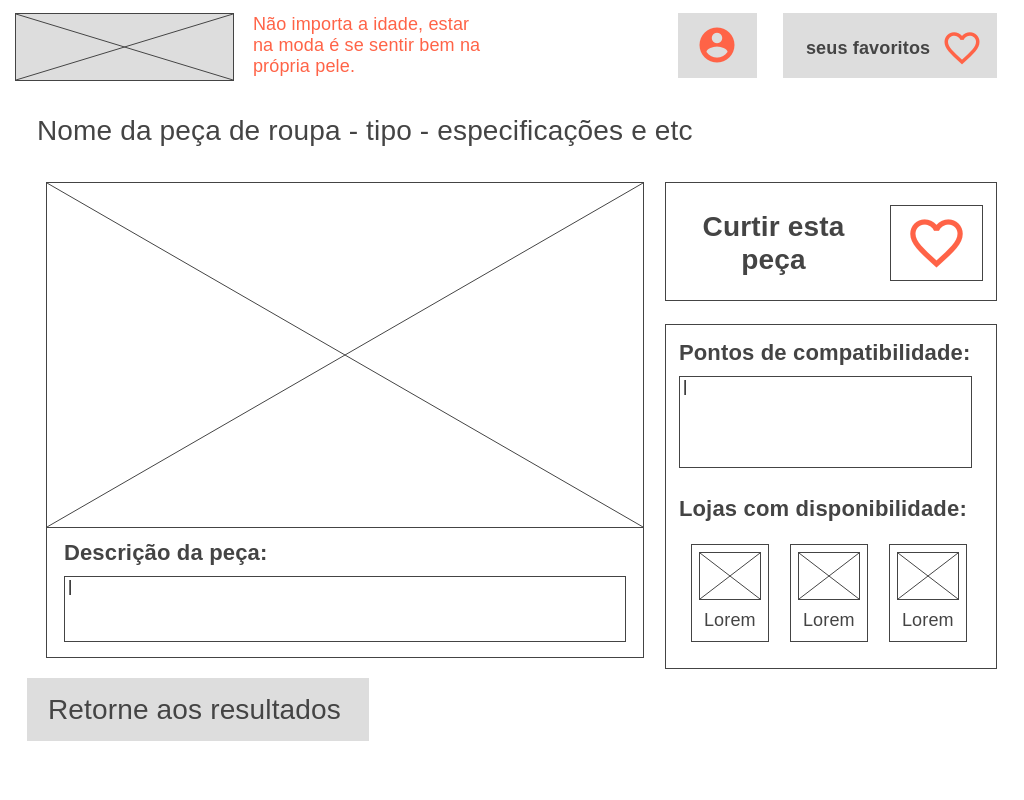 Não importa a idade, estar
na moda é se sentir bem na
própria pele.
seus favoritos
Nome da peça de roupa - tipo - especificações e etc
Curtir esta
peça
Pontos de compatibilidade:
Lojas com disponibilidade:
Lorem
Lorem
Lorem
Descrição da peça:
Retorne aos resultados